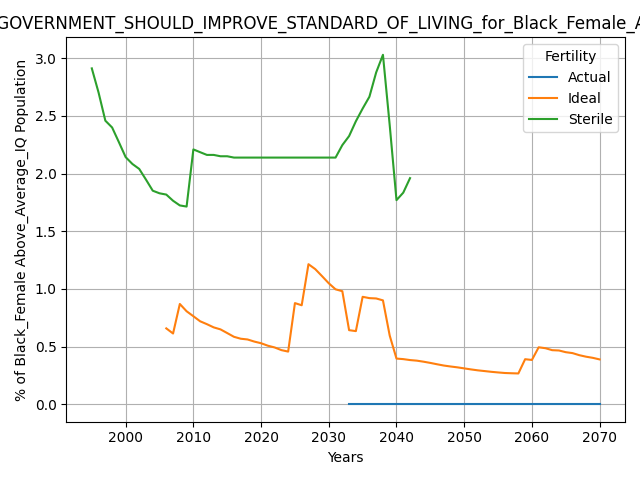 GOVERNMENT_SHOULD_IMPROVE_STANDARD_OF_LIVING_for_Black_Female_A
% of Black_Female Above_Average_IQ Population
3.0
2.5
2.0
1.5
1.0
0.5
0.0
Fertility
Actual
Ideal
Sterile
2000 2010 2020 2030 2040 2050 2060 2070
Years